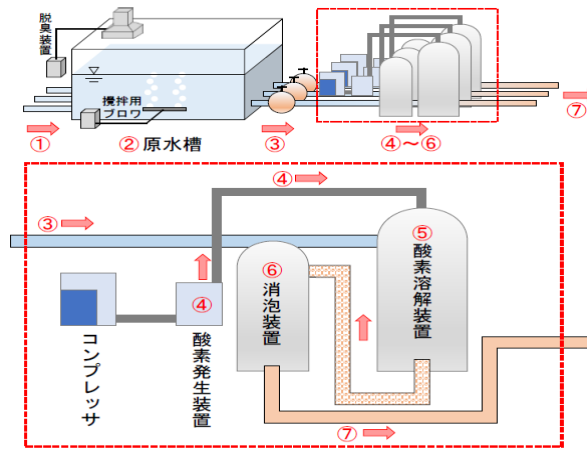 脱臭装置
攪拌用
ブロワ
①
②原水槽
③
④～⑥
⑦
④
③
⑤酸素溶解装置
⑥消泡装置
④
コンプレッサ
酸素発生装置
⑦